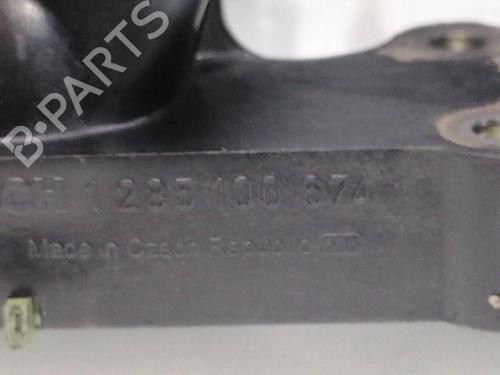 B-PARTS
CH 1 285 100 874
Made in Czech Republic